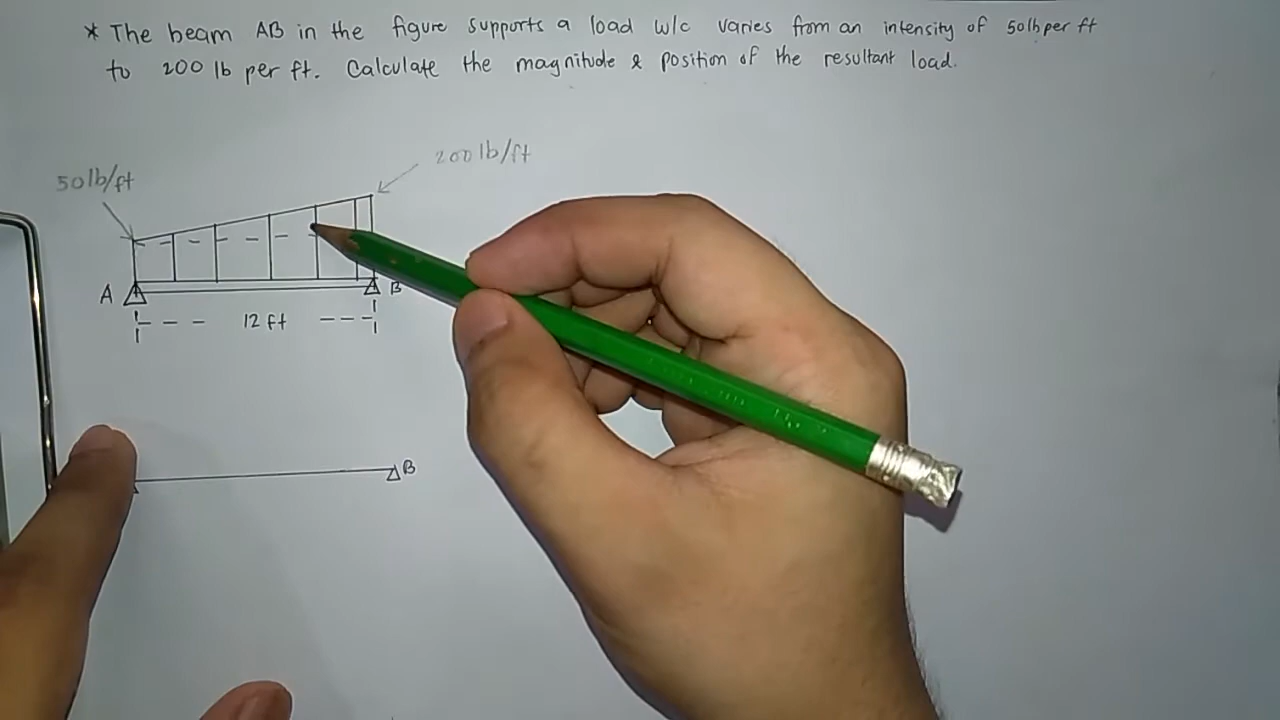 * The beam AB in the figure supports a load w/c varies from an intensity of 50lb per ft
to 200 lb per ft. Calculate the magnitude & position of the resultant load.
200 lb/ft
50lb/ft
A
B
12 ft
B